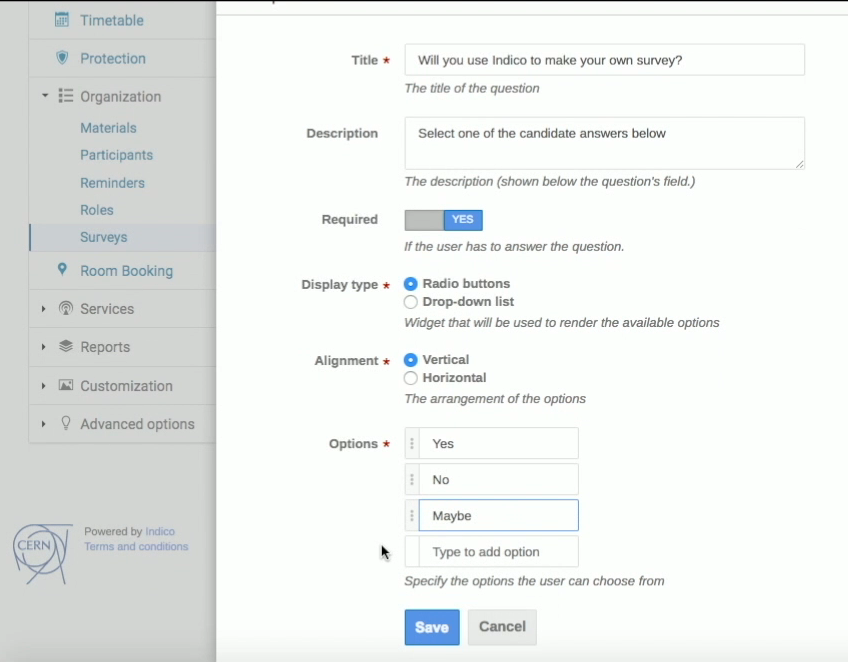 Timetable
Protection
Organization
Materials
Participants
Reminders
Roles
Surveys
Room Booking
Services
Reports
Customization
Advanced options
CERN
Powered by Indico
Terms and conditions
Title *
Will you use Indico to make your own survey?
The title of the question
Description
Select one of the candidate answers below
The description (shown below the question's field.)
Required
YES
If the user has to answer the question.
Display type *
Radio buttons
Drop-down list
Widget that will be used to render the available options
Alignment *
Vertical
Horizontal
The arrangement of the options
Options *
Yes
No
Maybe
Type to add option
Specify the options the user can choose from
Save
Cancel